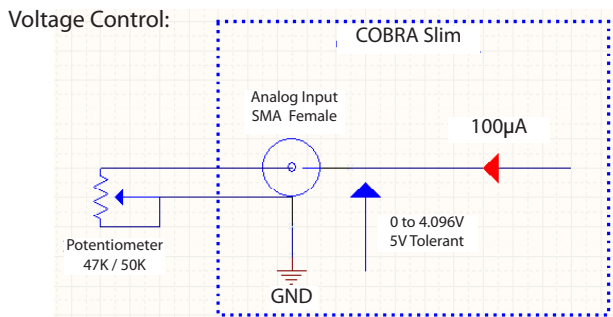 Voltage Control:
COBRA Slim
Analog Input
SMA Female
100µA
0 to 4.096V
5V Tolerant
Potentiometer
47K / 50K
GND